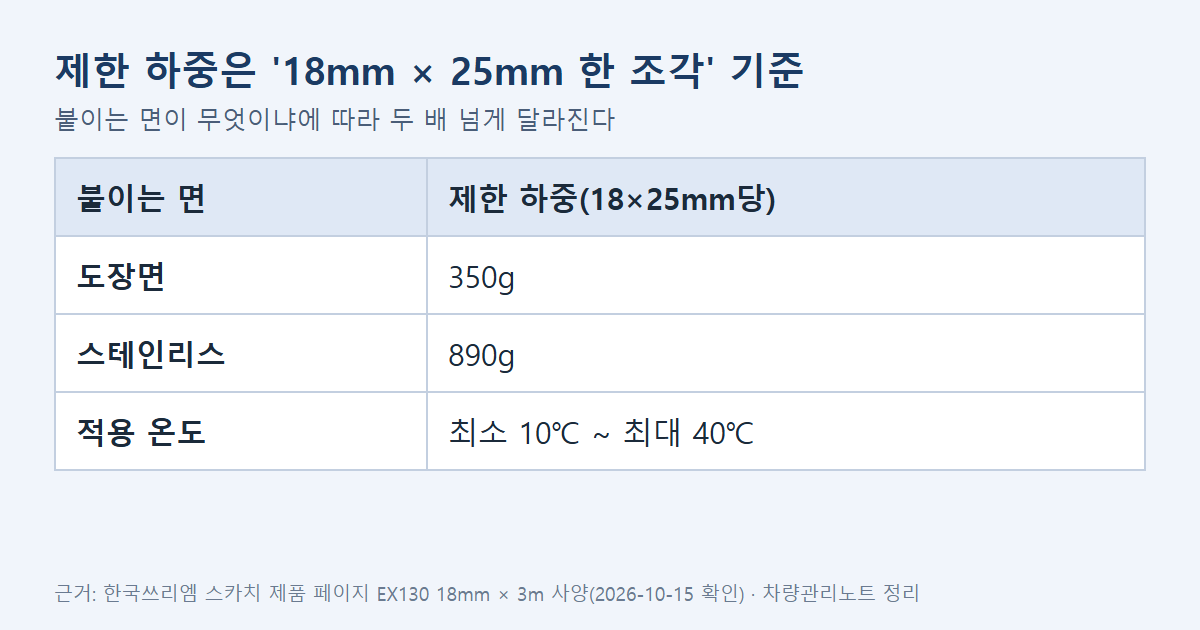 제한 하중은 '18mm × 25mm 한 조각' 기준
붙이는 면이 무엇이냐에 따라 두 배 넘게 달라진다
붙이는 면 제한 하중(18×25mm당)
도장면 350g
스테인리스 890g
적용 온도 최소 10℃ ~ 최대 40℃
근거: 한국쓰리엠 스카치 제품 페이지 EX130 18mm × 3m 사양(2026-10-15 확인) · 차량관리노트 정리